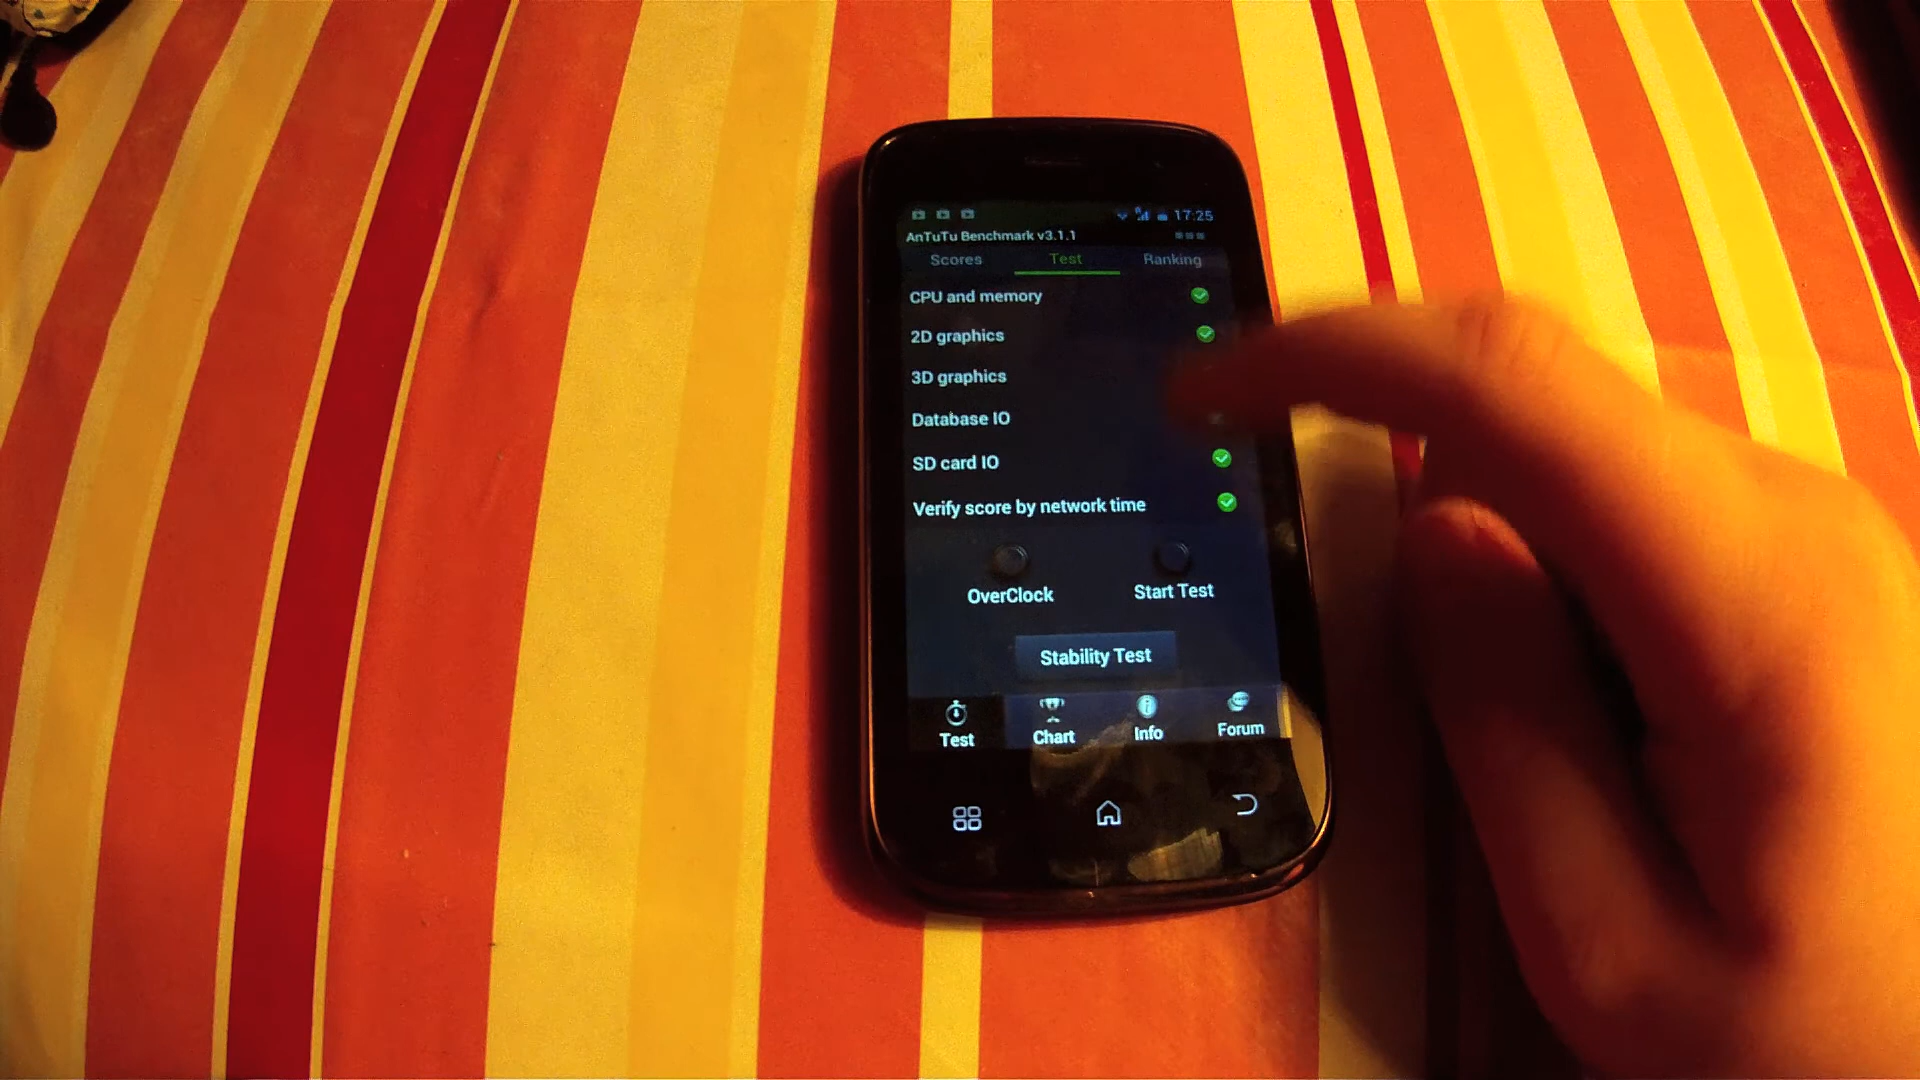 17:25
AnTuTu Benchmark v3.1.1
Scores Test Ranking
CPU and memory
2D graphics
3D graphics
Database IO
SD card IO
Verify score by network time
OverClock Start Test
Stability Test
Test Chart Info Forum